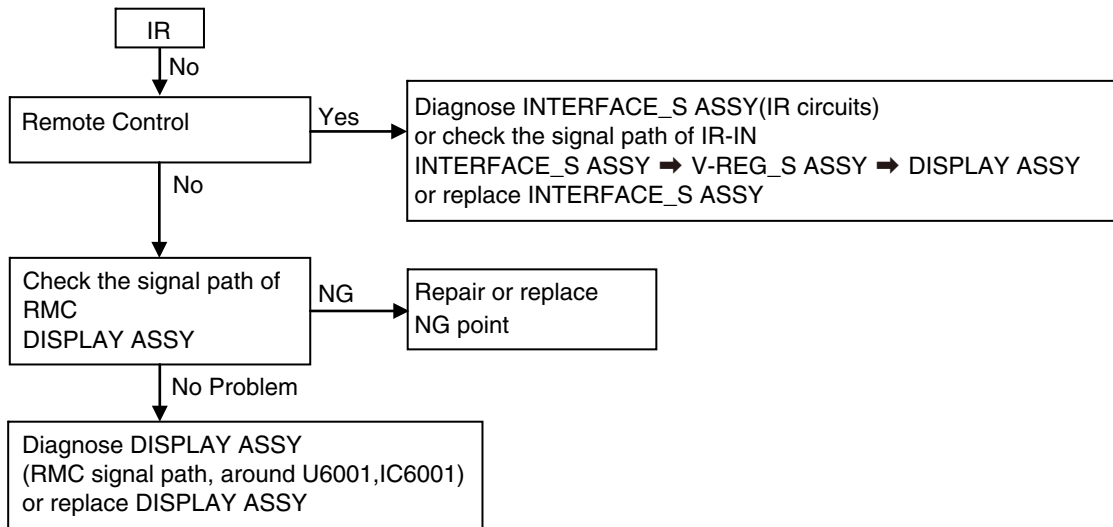 IR
No
Remote Control
Yes
Diagnose INTERFACE_S ASSY(IR circuits)
or check the signal path of IR-IN
INTERFACE_S ASSY ➡ V-REG_S ASSY ➡ DISPLAY ASSY
or replace INTERFACE_S ASSY
No
Check the signal path of
RMC
DISPLAY ASSY
NG
Repair or replace
NG point
No Problem
Diagnose DISPLAY ASSY
(RMC signal path, around U6001,IC6001)
or replace DISPLAY ASSY